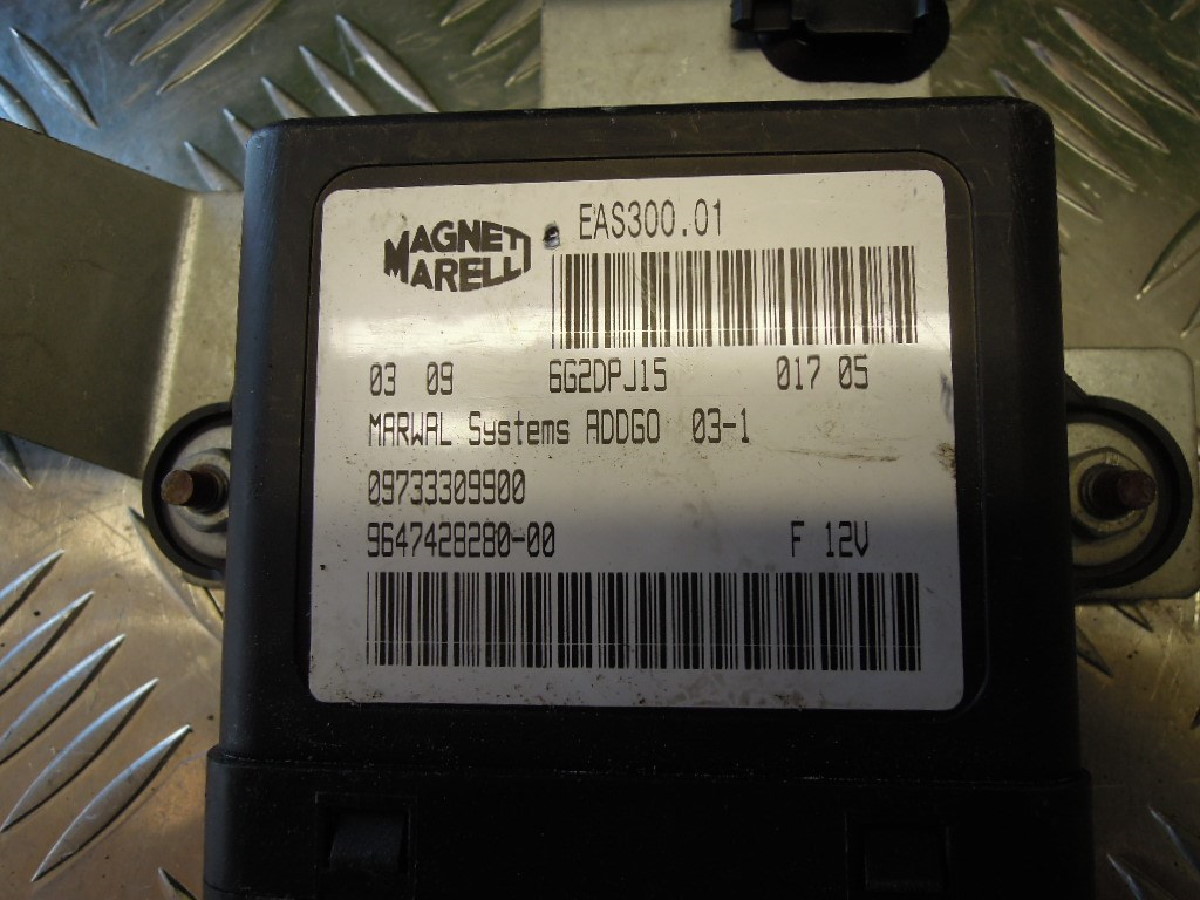 EAS300.01
MAGNETI
MARELLI
03 09 6G2DPJ15 017 05
MARWAL Systems ADDGO 03-1
09733309900
9647428280-00 F 12V